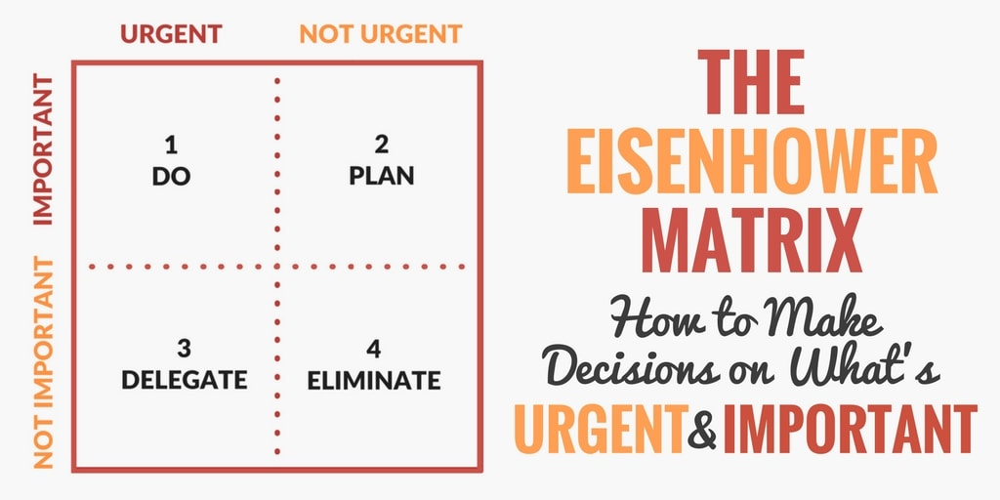 URGENT NOT URGENT
IMPORTANT
1
DO
2
PLAN
NOT IMPORTANT
3
DELEGATE
4
ELIMINATE
THE
EISENHOWER
MATRIX
How to Make
Decisions on What's
URGENT & IMPORTANT